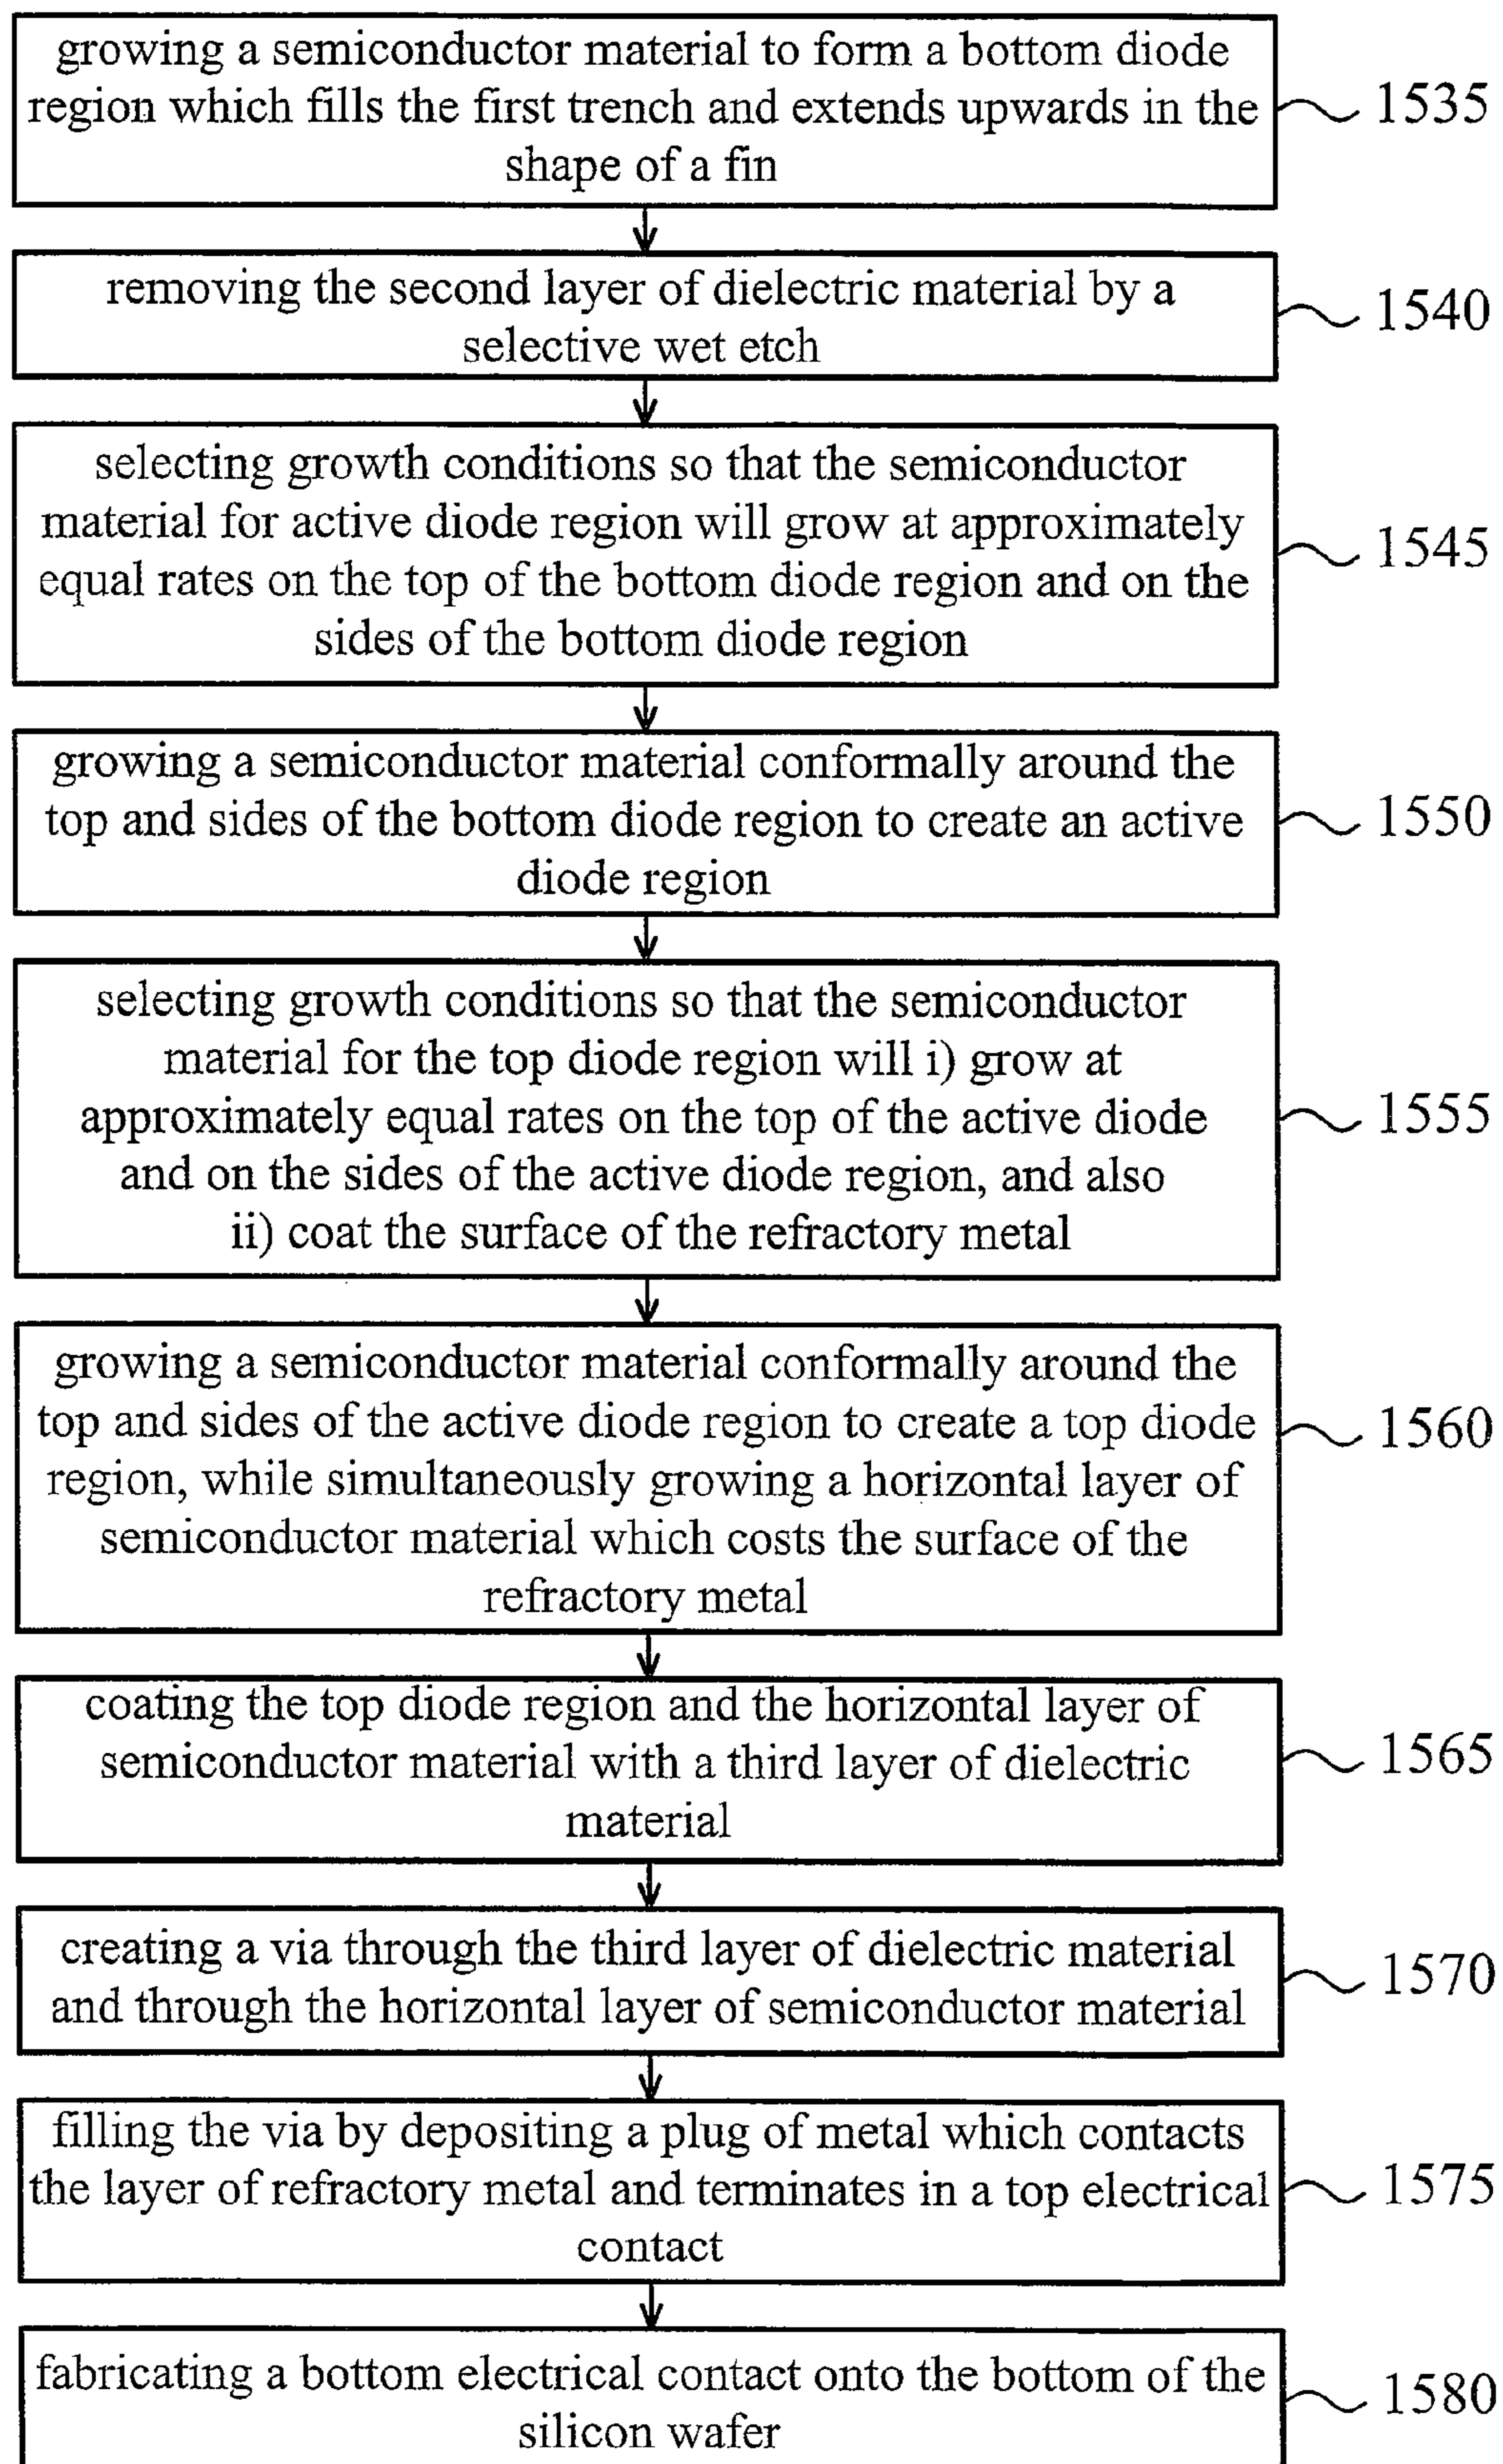 growing a semiconductor material to form a bottom diode
region which fills the first trench and extends upwards in the
shape of a fin
1535
removing the second layer of dielectric material by a
selective wet etch
1540
selecting growth conditions so that the semiconductor
material for active diode region will grow at approximately
equal rates on the top of the bottom diode region and on the
sides of the bottom diode region
1545
growing a semiconductor material conformally around the
top and sides of the bottom diode region to create an active
diode region
1550
selecting growth conditions so that the semiconductor
material for the top diode region will i) grow at
approximately equal rates on the top of the active diode
and on the sides of the active diode region, and also
ii) coat the surface of the refractory metal
1555
growing a semiconductor material conformally around the
top and sides of the active diode region to create a top diode
region, while simultaneously growing a horizontal layer of
semiconductor material which costs the surface of the
refractory metal
1560
coating the top diode region and the horizontal layer of
semiconductor material with a third layer of dielectric
material
1565
creating a via through the third layer of dielectric material
and through the horizontal layer of semiconductor material
1570
filling the via by depositing a plug of metal which contacts
the layer of refractory metal and terminates in a top electrical
contact
1575
fabricating a bottom electrical contact onto the bottom of the
silicon wafer
1580